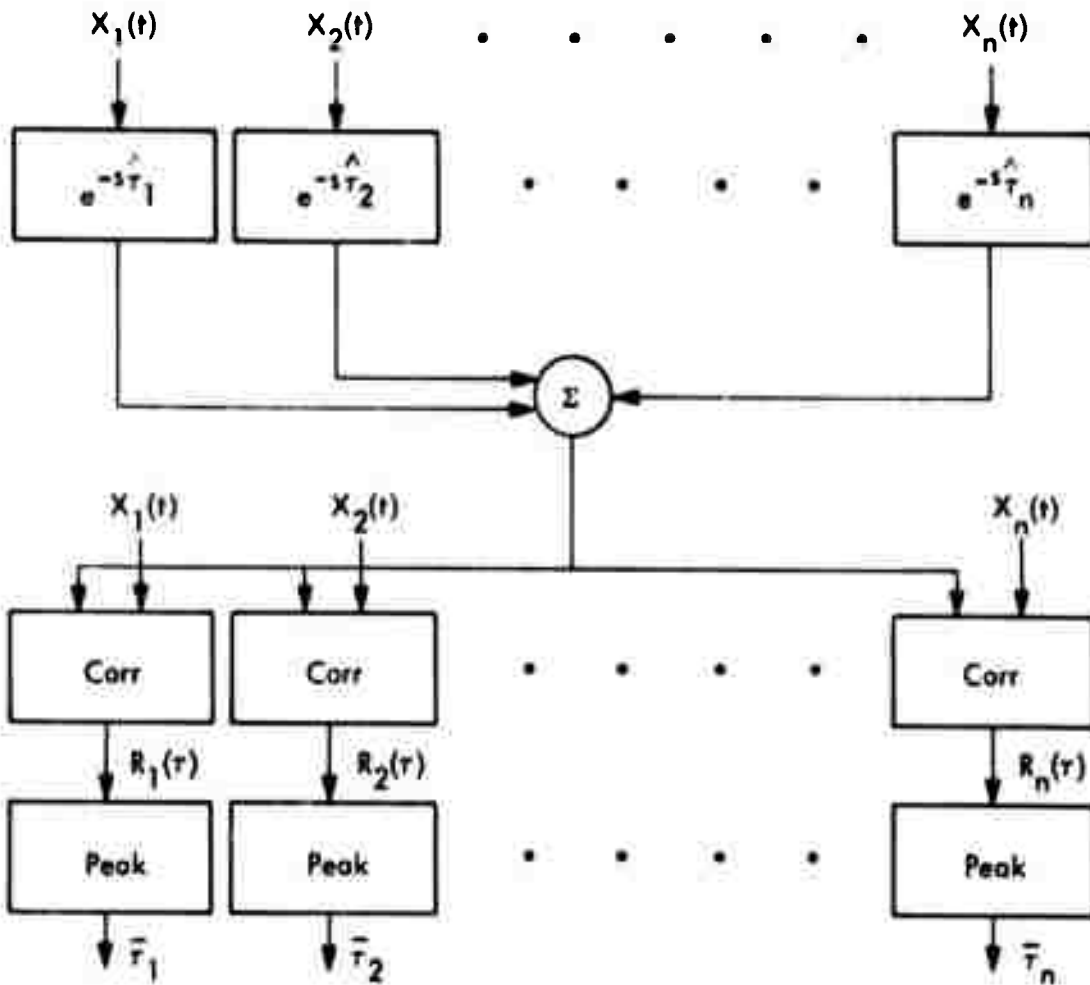 X₁(t) X₂(t) Xₙ(t)
e^{-sτ̂₁} e^{-sτ̂₂} e^{-sτ̂ₙ}
Σ
X₁(t) X₂(t) Xₙ(t)
Corr Corr Corr
R₁(τ) R₂(τ) Rₙ(τ)
Peak Peak Peak
τ̄₁ τ̄₂ τ̄ₙ